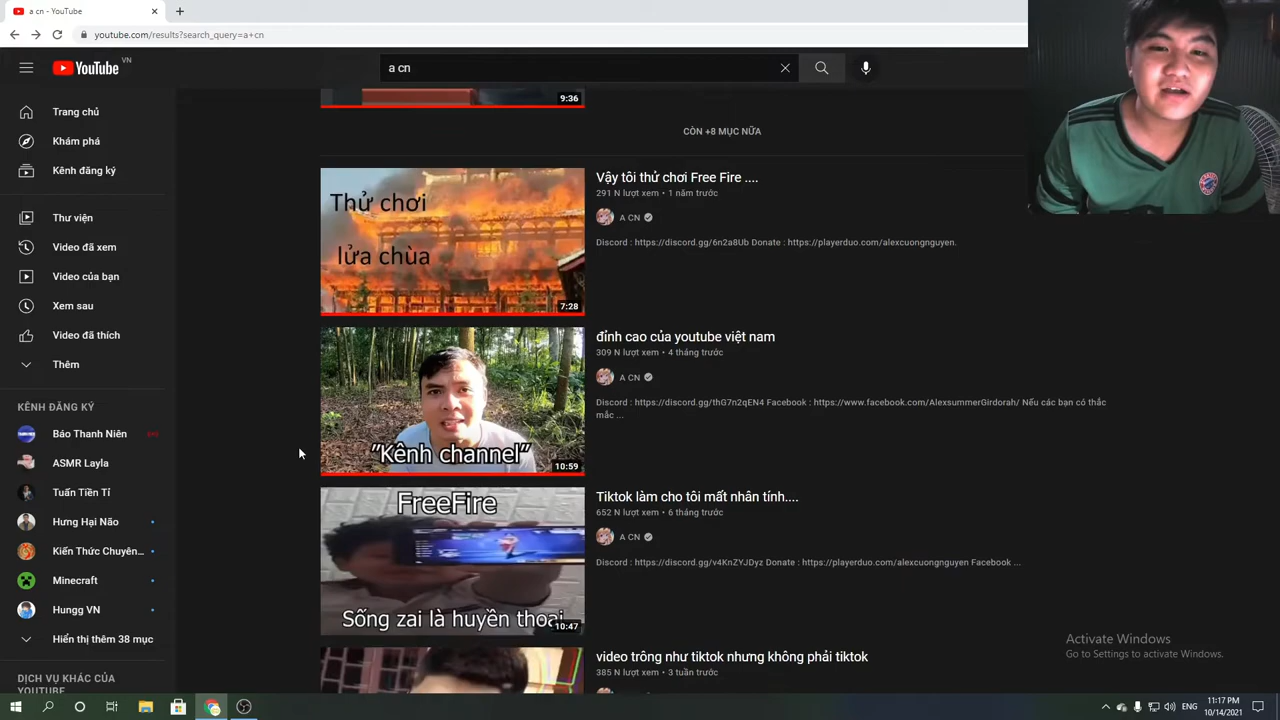 a cn - YouTube
youtube.com/results?search_query=a+cn
YouTube VN
a cn
Trang chủ
Khám phá
Kênh đăng ký
Thư viện
Video đã xem
Video của bạn
Xem sau
Video đã thích
Thêm
KÊNH ĐĂNG KÝ
Báo Thanh Niên
ASMR Layla
Tuấn Tiền Tỉ
Hưng Hại Não
Kiến Thức Chuyên...
Minecraft
Hungg VN
Hiển thị thêm 38 mục
DỊCH VỤ KHÁC CỦA
YOUTUBE
9:36
CÒN +8 MỤC NỮA
Thử chơi
lửa chùa
7:28
Vậy tôi thử chơi Free Fire ....
291 N lượt xem • 1 năm trước
A CN
Discord : https://discord.gg/6n2a8Ub Donate : https://playerduo.com/alexcuongnguyen.
"Kênh channel"
10:59
đỉnh cao của youtube việt nam
309 N lượt xem • 4 tháng trước
A CN
Discord : https://discord.gg/thG7n2qEN4 Facebook : https://www.facebook.com/AlexsummerGirdorah/ Nếu các bạn có thắc
mắc ...
FreeFire
Sống zai là huyền thoại
10:47
Tiktok làm cho tôi mất nhân tính....
652 N lượt xem • 6 tháng trước
A CN
Discord : https://discord.gg/v4KnZYJDyz Donate : https://playerduo.com/alexcuongnguyen Facebook ...
video trông như tiktok nhưng không phải tiktok
385 N lượt xem • 3 tuần trước
Activate Windows
Go to Settings to activate Windows.
ENG
11:17 PM
10/14/2021